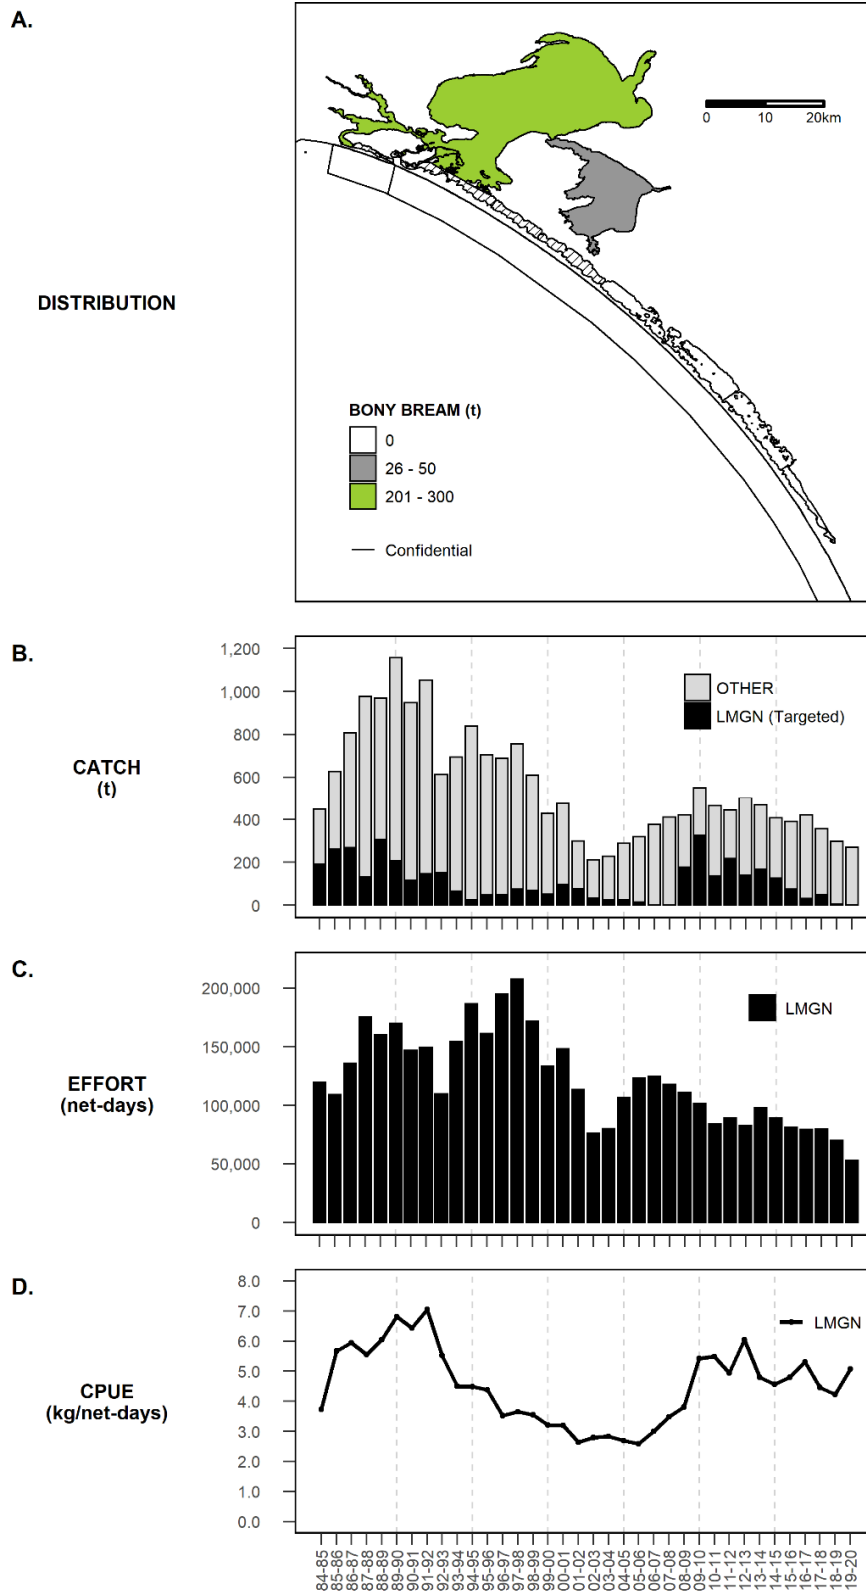 A.
0 10 20km
DISTRIBUTION
BONY BREAM (t)
0
26 - 50
201 - 300
Confidential
B.
1,200
1,000
800
600
400
200
0
CATCH
(t)
OTHER
LMGN (Targeted)
C.
200,000
150,000
100,000
50,000
0
EFFORT
(net-days)
LMGN
D.
8.0
7.0
6.0
5.0
4.0
3.0
2.0
1.0
0.0
CPUE
(kg/net-days)
LMGN
84-85
85-86
86-87
87-88
88-89
89-90
90-91
91-92
92-93
93-94
94-95
95-96
96-97
97-98
98-99
99-00
00-01
01-02
02-03
03-04
04-05
05-06
06-07
07-08
08-09
09-10
10-11
11-12
12-13
13-14
14-15
15-16
16-17
17-18
18-19
19-20